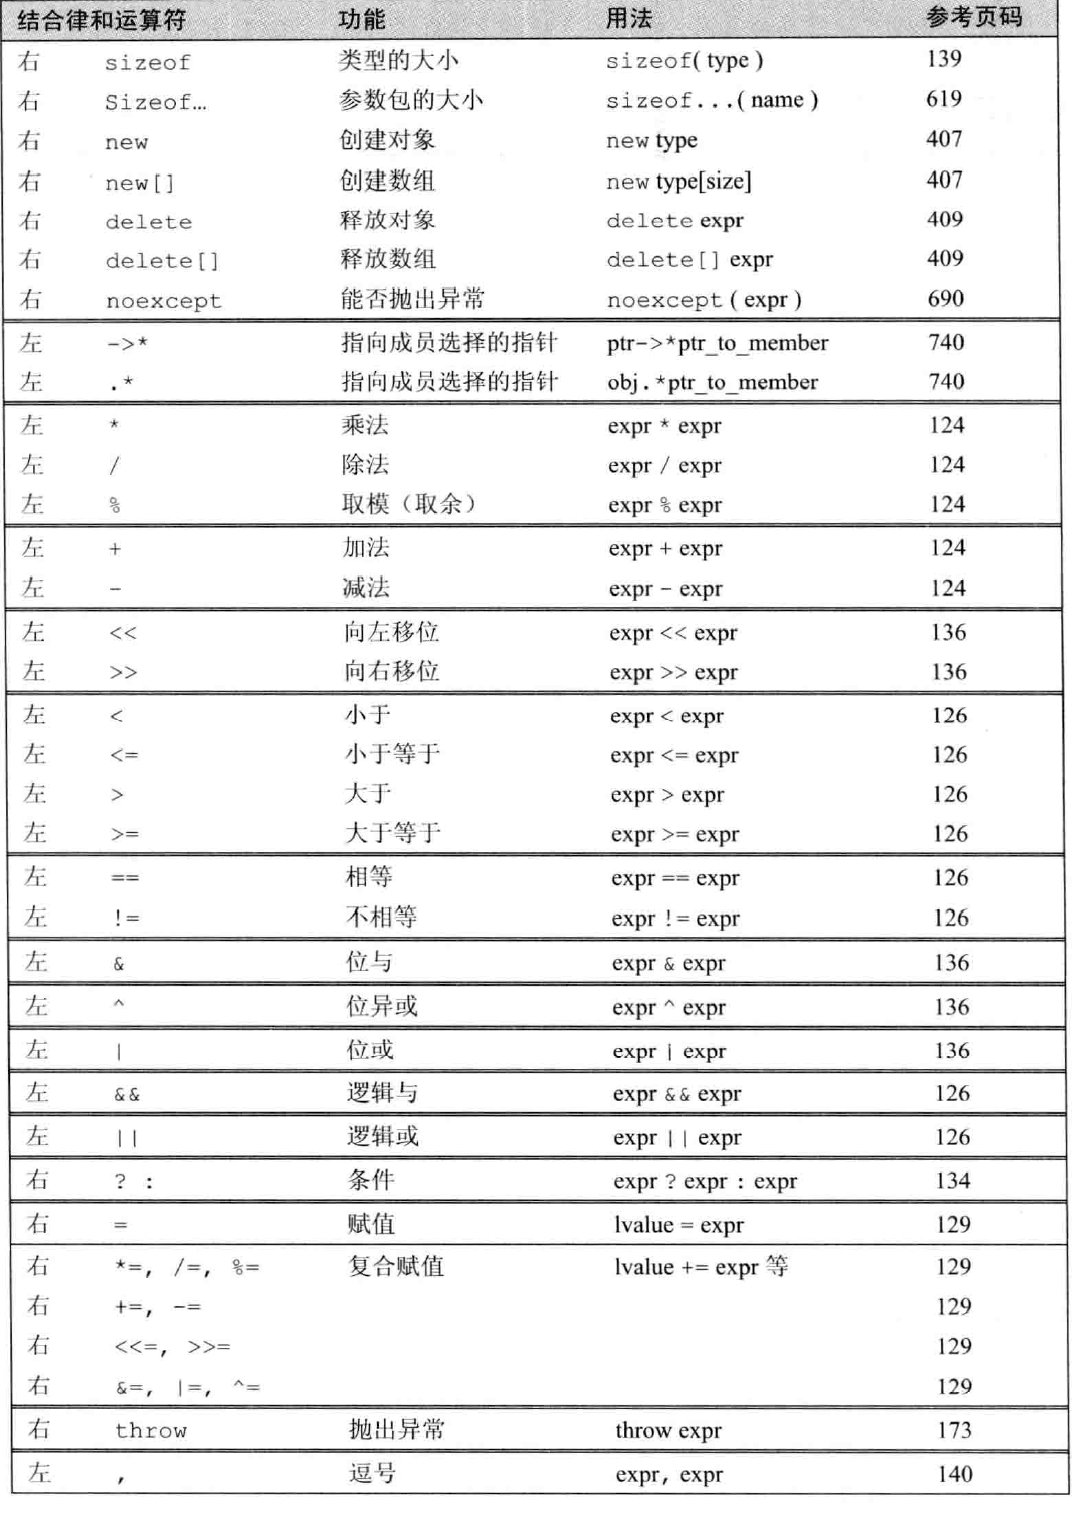 结合律和运算符 功能 用法 参考页码
右 sizeof 类型的大小 sizeof( type ) 139
右 Sizeof… 参数包的大小 sizeof...( name ) 619
右 new 创建对象 new type 407
右 new[] 创建数组 new type[size] 407
右 delete 释放对象 delete expr 409
右 delete[] 释放数组 delete[] expr 409
右 noexcept 能否抛出异常 noexcept ( expr ) 690
左 ->* 指向成员选择的指针 ptr->*ptr_to_member 740
左 .* 指向成员选择的指针 obj.*ptr_to_member 740
左 * 乘法 expr * expr 124
左 / 除法 expr / expr 124
左 % 取模（取余） expr % expr 124
左 + 加法 expr + expr 124
左 - 减法 expr - expr 124
左 << 向左移位 expr << expr 136
左 >> 向右移位 expr >> expr 136
左 < 小于 expr < expr 126
左 <= 小于等于 expr <= expr 126
左 > 大于 expr > expr 126
左 >= 大于等于 expr >= expr 126
左 == 相等 expr == expr 126
左 != 不相等 expr != expr 126
左 & 位与 expr & expr 136
左 ^ 位异或 expr ^ expr 136
左 | 位或 expr | expr 136
左 && 逻辑与 expr && expr 126
左 || 逻辑或 expr || expr 126
右 ? : 条件 expr ? expr : expr 134
右 = 赋值 lvalue = expr 129
右 *=, /=, %= 复合赋值 lvalue += expr 等 129
右 +=, -= 129
右 <<=, >>= 129
右 &=, |=, ^= 129
右 throw 抛出异常 throw expr 173
左 , 逗号 expr, expr 140